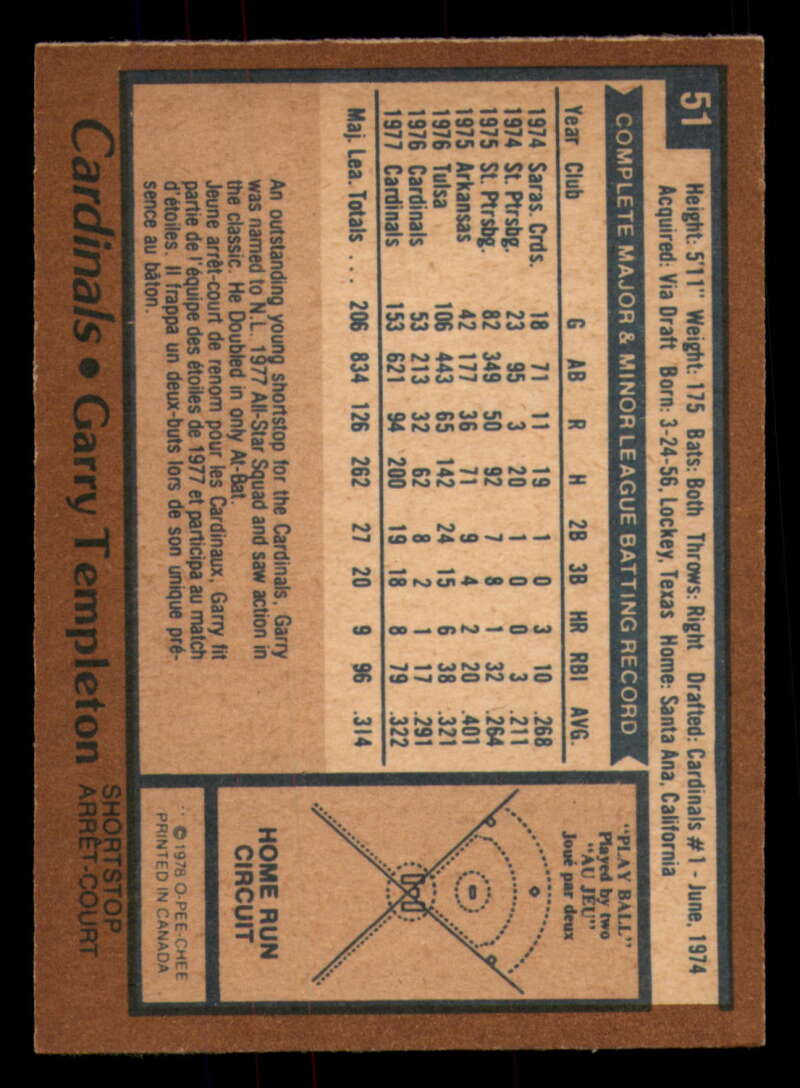 51
Height: 5'11" Weight: 175 Bats: Both Throws: Right Drafted: Cardinals #1 - June, 1974
Acquired: Via Draft Born: 3-24-56, Lockey, Texas Home: Santa Ana, California
COMPLETE MAJOR & MINOR LEAGUE BATTING RECORD
Year Club G AB R H 2B 3B HR RBI AVG.
1974 Saras. Crds. 18 71 11 19 1 0 3 10 .268
1974 St. Ptrsbg. 23 95 3 20 1 0 0 3 .211
1975 St. Ptrsbg. 82 349 50 92 7 8 1 32 .264
1975 Arkansas 42 177 36 71 9 4 2 20 .401
1976 Tulsa 106 443 65 142 24 15 6 38 .321
1976 Cardinals 53 213 32 62 8 2 1 17 .291
1977 Cardinals 153 621 94 200 19 18 8 79 .322
Maj. Lea. Totals ... 206 834 126 262 27 20 9 96 .314
An outstanding young shortstop for the Cardinals, Garry
was named to N.L. 1977 All-Star Squad and saw action in
the classic. He Doubled in only At-Bat.
Jeune arrêt-court de renom pour les Cardinaux, Garry fit
partie de l'équipe des étoiles de 1977 et participa au match
d'étoiles. Il frappa un deux-buts lors de son unique pré-
sence au bâton.
"PLAY BALL"
Played by two
"AU JEU"
Joué par deux
HOME RUN
CIRCUIT
© 1978 O-PEE-CHEE
PRINTED IN CANADA
Cardinals • Garry Templeton
SHORTSTOP
ARRÊT-COURT